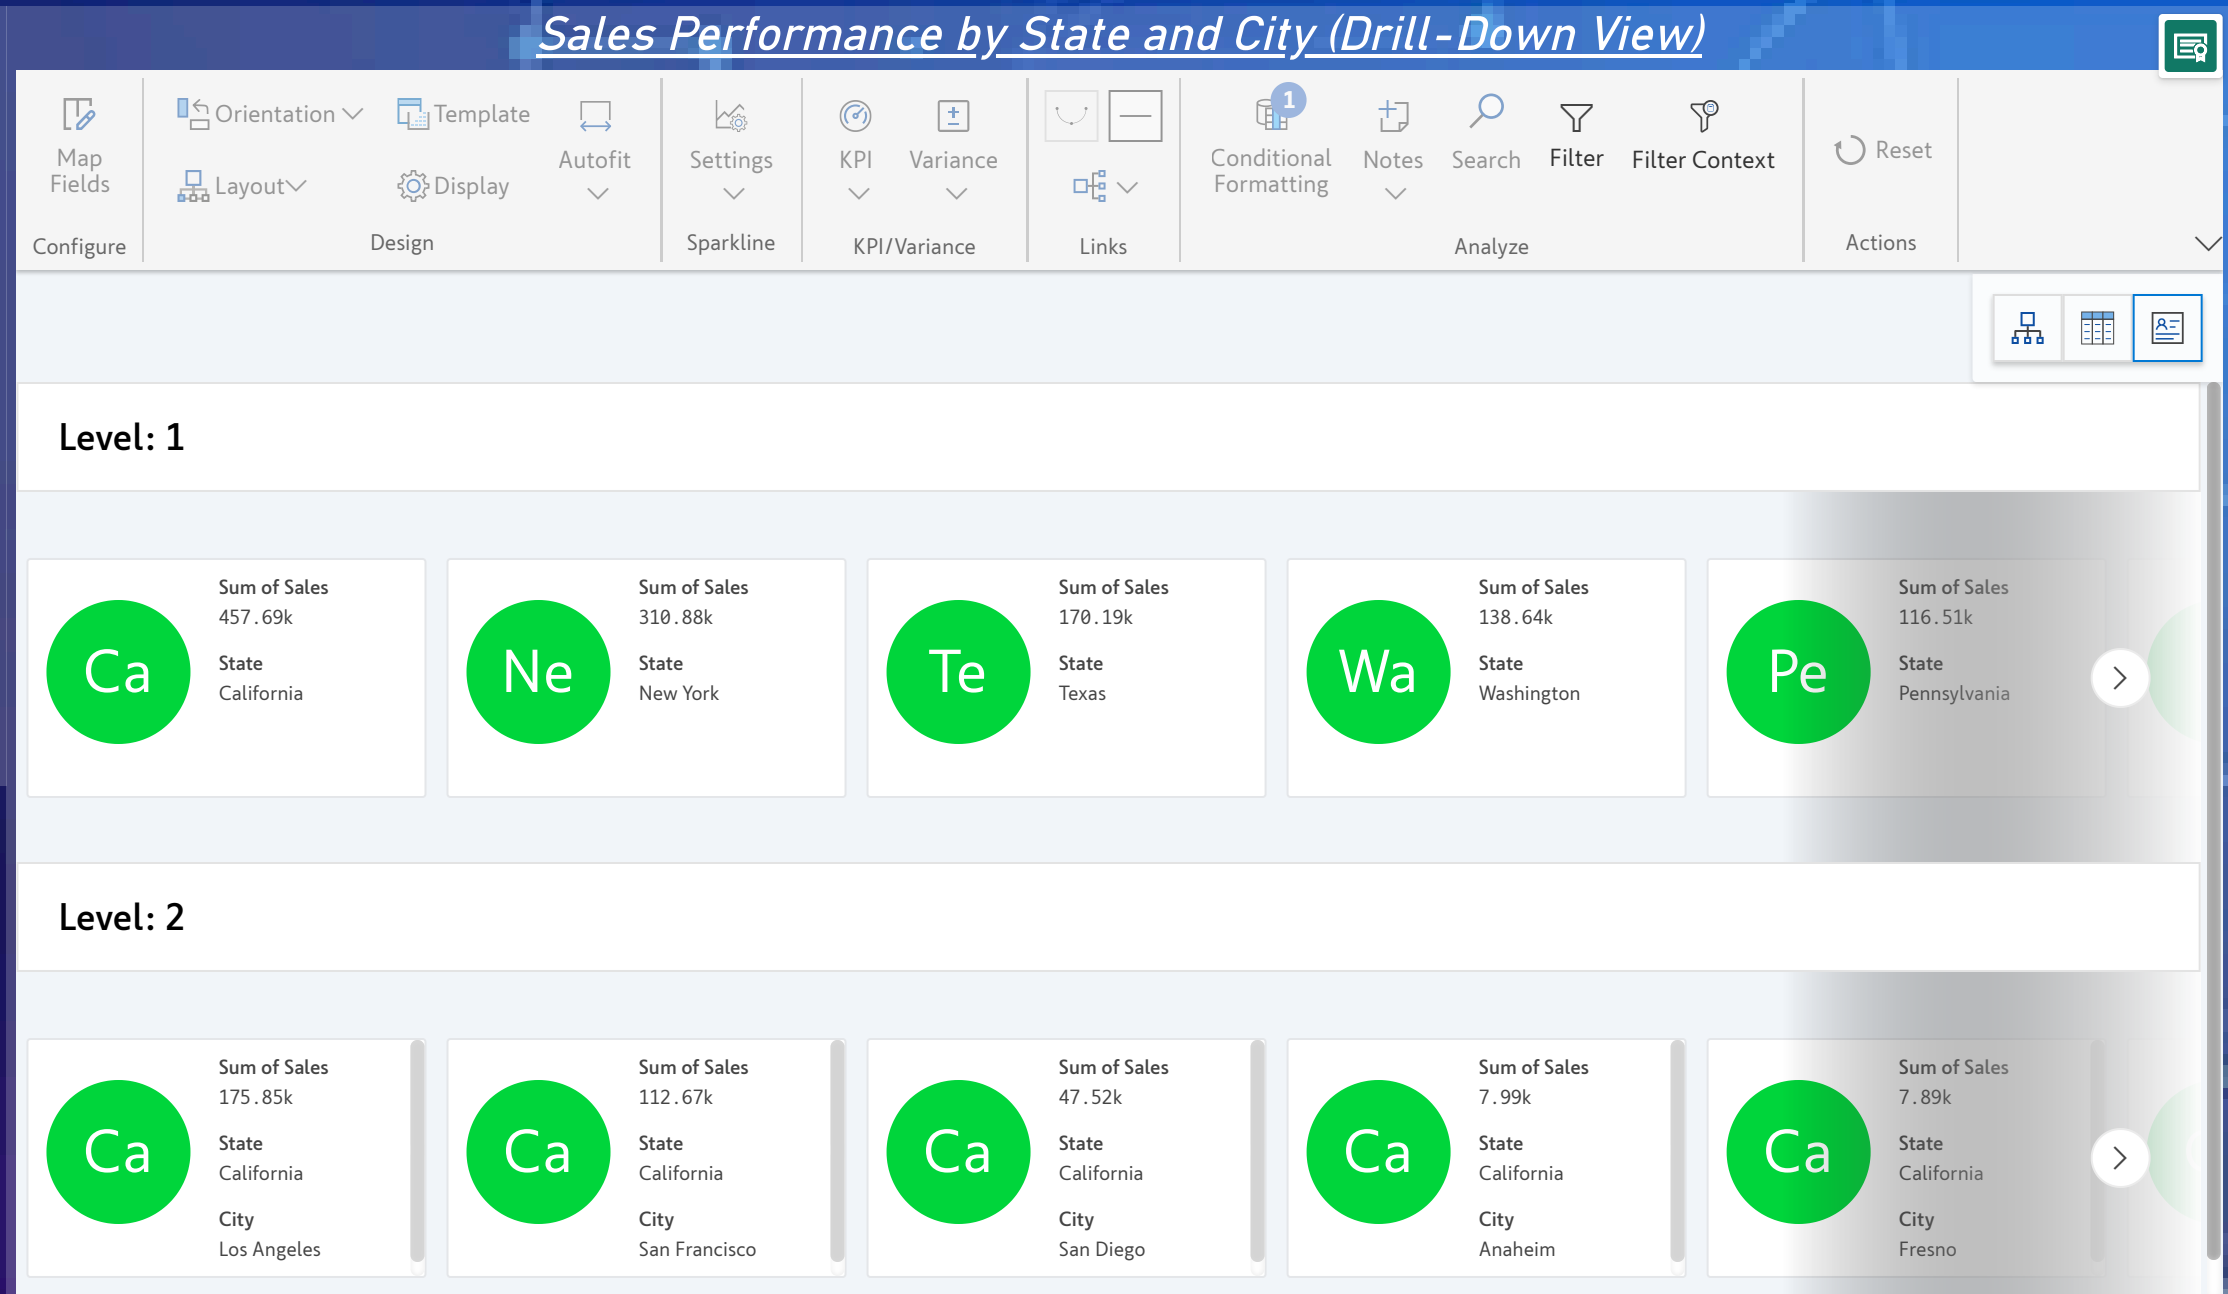 Sales Performance by State and City (Drill-Down View)
Map Fields
Configure
Orientation
Template
Layout
Display
Autofit
Design
Settings
Sparkline
KPI
Variance
KPI/Variance
Links
1
Conditional Formatting
Notes
Search
Filter
Filter Context
Analyze
Reset
Actions
Level: 1
Ca
Sum of Sales
457.69k
State
California
Ne
Sum of Sales
310.88k
State
New York
Te
Sum of Sales
170.19k
State
Texas
Wa
Sum of Sales
138.64k
State
Washington
Pe
Sum of Sales
116.51k
State
Pennsylvania
Level: 2
Ca
Sum of Sales
175.85k
State
California
City
Los Angeles
Ca
Sum of Sales
112.67k
State
California
City
San Francisco
Ca
Sum of Sales
47.52k
State
California
City
San Diego
Ca
Sum of Sales
7.99k
State
California
City
Anaheim
Ca
Sum of Sales
7.89k
State
California
City
Fresno